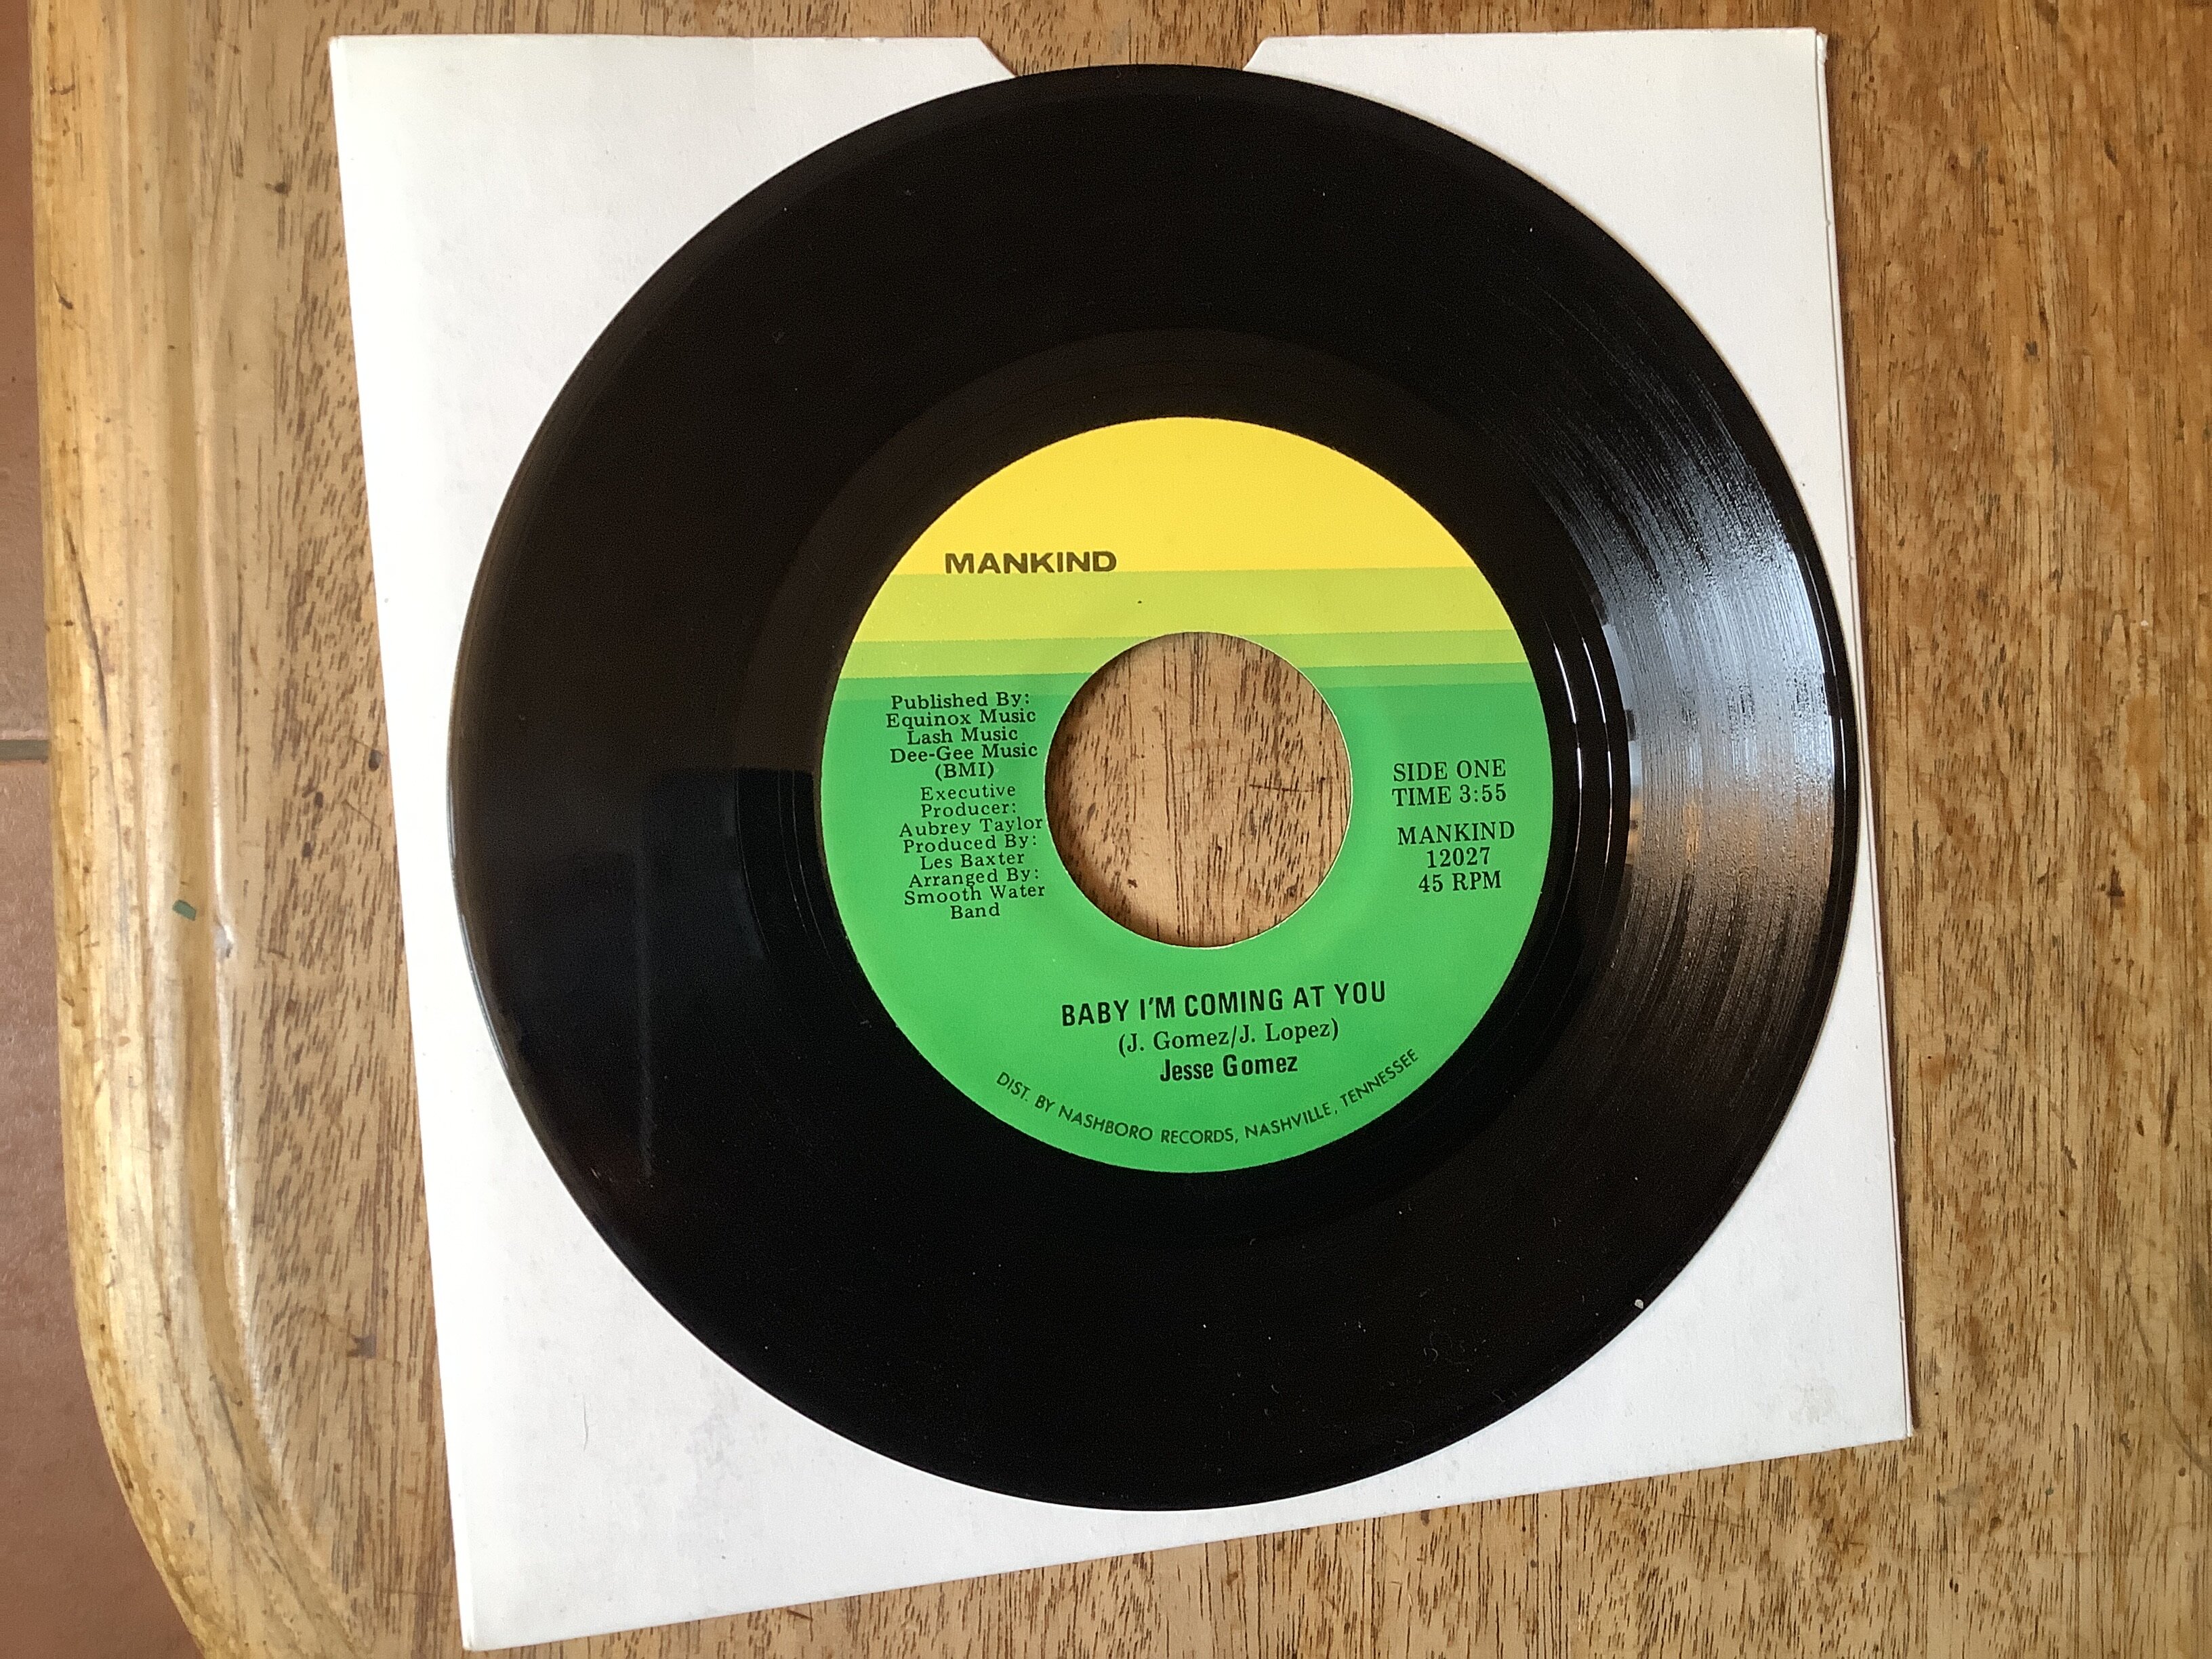 MANKIND
Published By:
Equinox Music
Lash Music
Dee-Gee Music
(BMI)
Executive
Producer:
Aubrey Taylor
Produced By:
Les Baxter
Arranged By:
Smooth Water
Band
SIDE ONE
TIME 3:55
MANKIND
12027
45 RPM
BABY I'M COMING AT YOU
(J. Gomez/J. Lopez)
Jesse Gomez
DIST. BY NASHBORO RECORDS, NASHVILLE, TENNESSEE